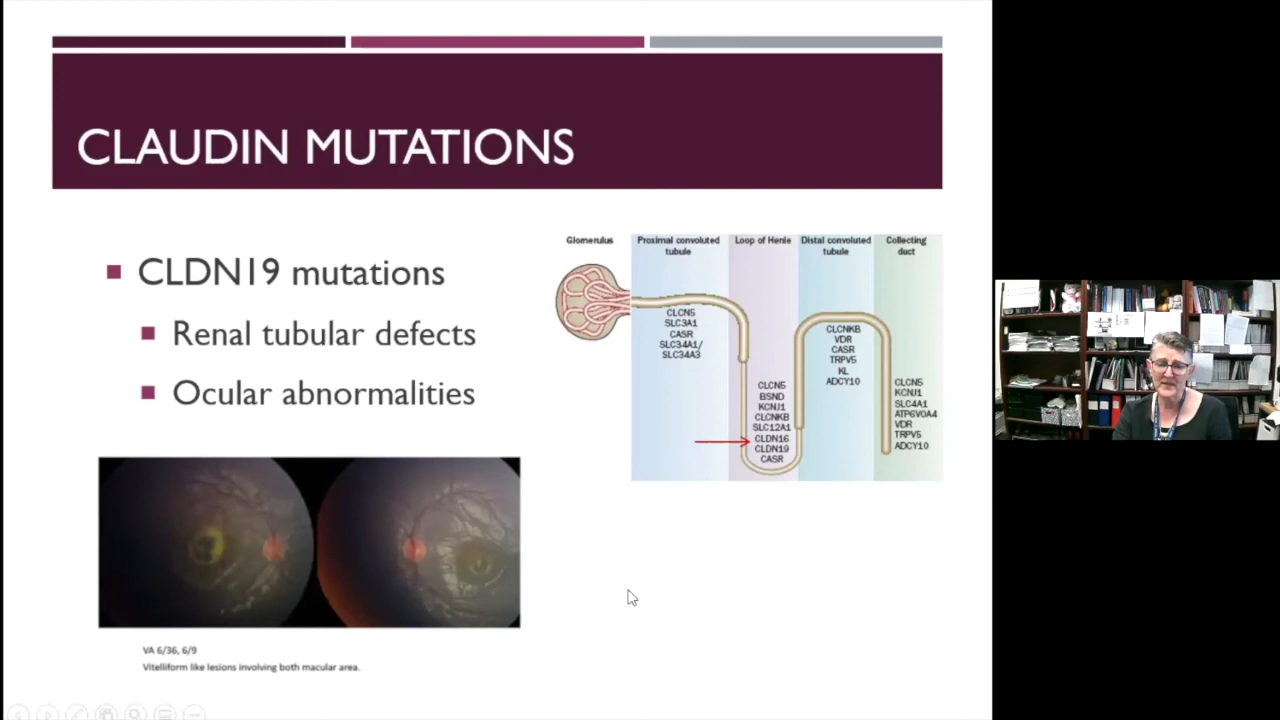 CLAUDIN MUTATIONS
CLDN19 mutations
Renal tubular defects
Ocular abnormalities
VA 6/36, 6/9
Vitelliform like lesions involving both macular area.
Glomerulus
Proximal convoluted
tubule
Loop of Henle
Distal convoluted
tubule
Collecting
duct
CLCN5
SLC3A1
CASR
SLC34A1/
SLC34A3
CLCN5
BSND
KCNJ1
CLCNKB
SLC12A1
CLDN16
CLDN19
CASR
CLCNKB
VDR
CASR
TRPV5
KL
ADCY10
CLCN5
KCNJ1
SLC4A1
ATP6V0A4
VDR
TRPV5
ADCY10